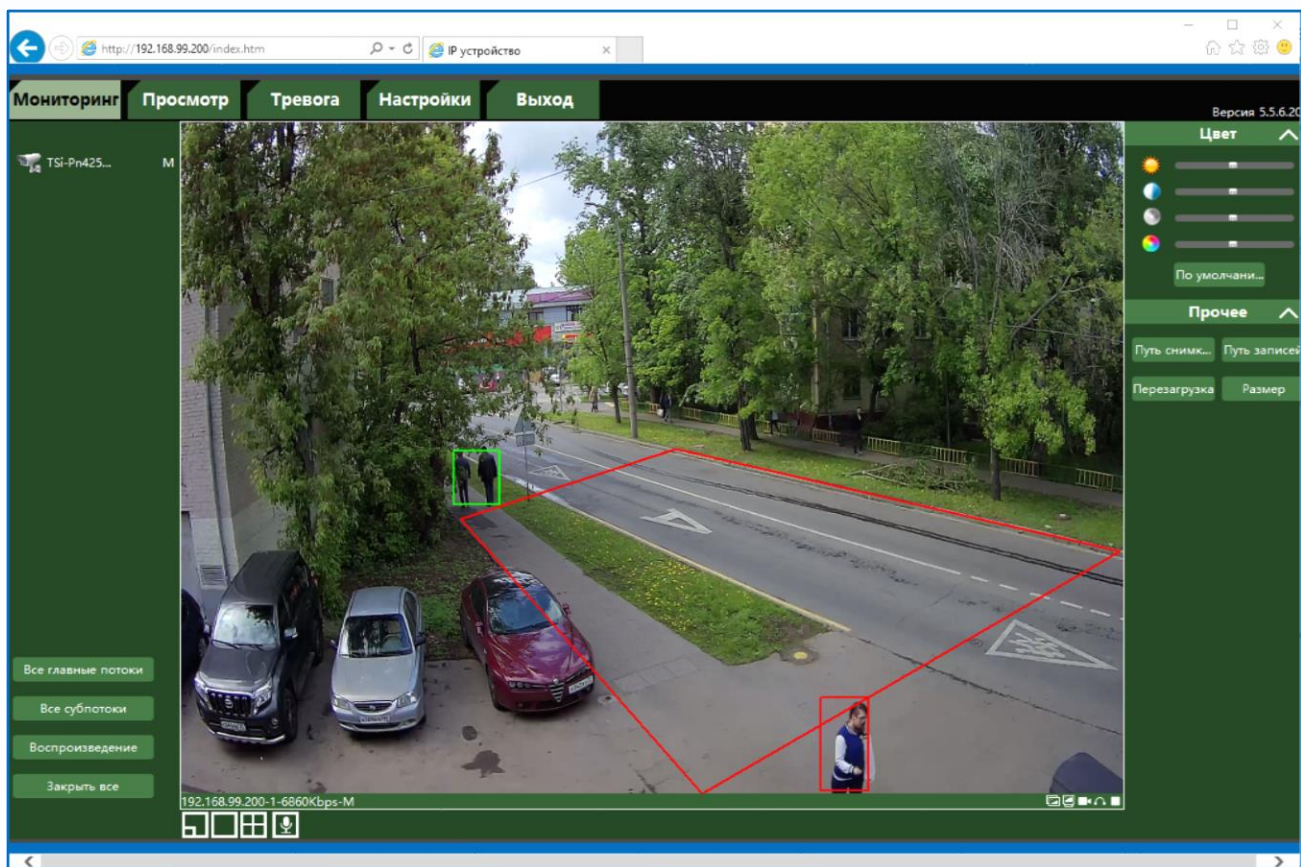 http://192.168.99.200/index.htm
IP устройство
Мониторинг
Просмотр
Тревога
Настройки
Выход
Версия 5.5.6.20
TSi-Pn425...
M
Цвет
По умолчани...
Прочее
Путь снимк...
Путь записей
Перезагрузка
Размер
Все главные потоки
Все субпотоки
Воспроизведение
Закрыть все
192.168.99.200-1-6860Kbps-M